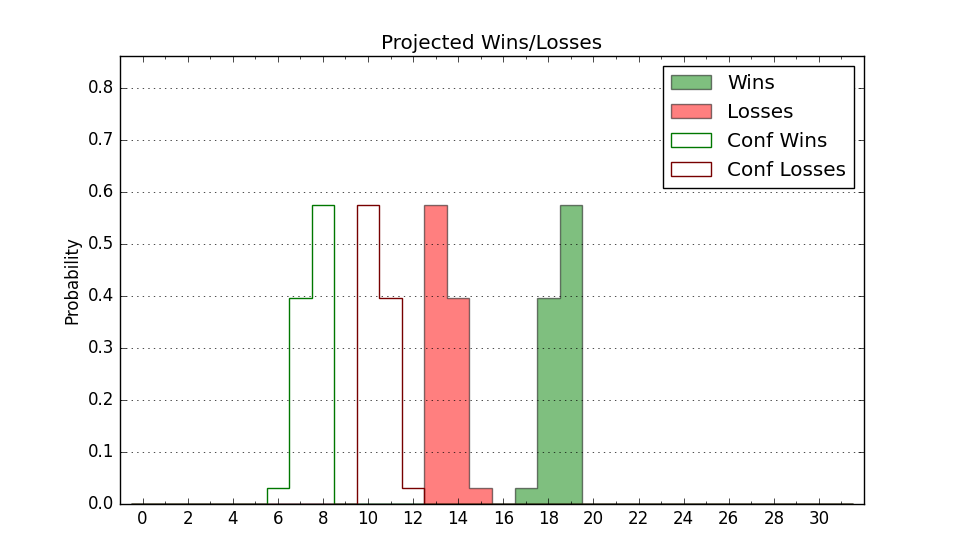 Projected Wins/Losses
Wins
Losses
Conf Wins
Conf Losses
Probability
0.8
0.7
0.6
0.5
0.4
0.3
0.2
0.1
0.0
0 2 4 6 8 10 12 14 16 18 20 22 24 26 28 30